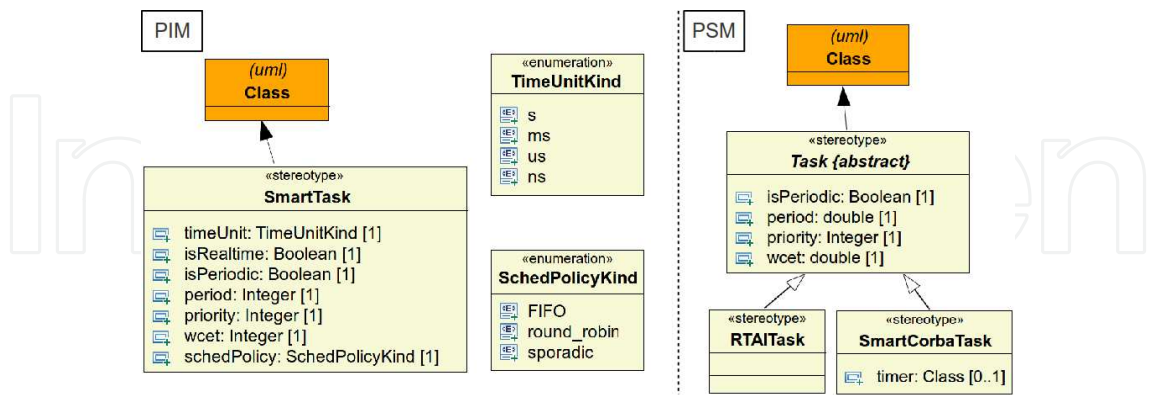 PIM
(uml)
Class
«stereotype»
SmartTask
timeUnit: TimeUnitKind [1]
isRealtime: Boolean [1]
isPeriodic: Boolean [1]
period: Integer [1]
priority: Integer [1]
wcet: Integer [1]
schedPolicy: SchedPolicyKind [1]
«enumeration»
TimeUnitKind
s
ms
us
ns
«enumeration»
SchedPolicyKind
FIFO
round_robin
sporadic
PSM
(uml)
Class
«stereotype»
Task {abstract}
isPeriodic: Boolean [1]
period: double [1]
priority: Integer [1]
wcet: double [1]
«stereotype»
RTAITask
«stereotype»
SmartCorbaTask
timer: Class [0..1]